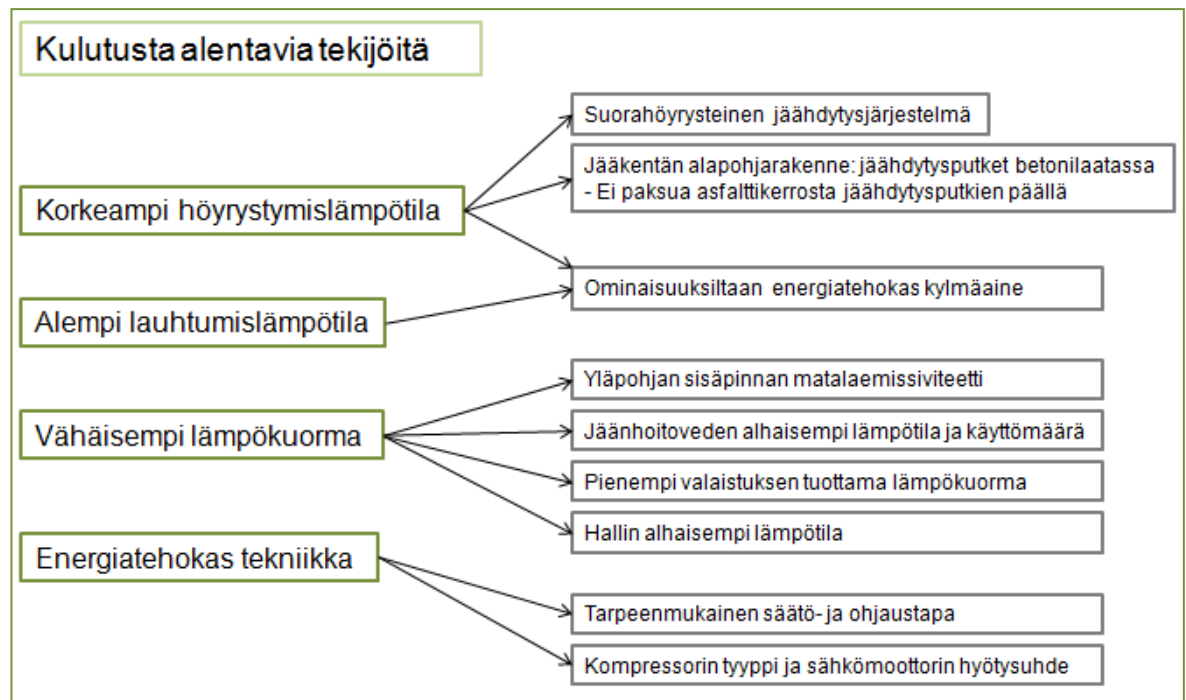 Kulutusta alentavia tekijöitä
Korkeampi höyrystymislämpötila
Suorahöyrysteinen jäähdytysjärjestelmä
Jääkentän alapohjarakenne: jäähdytysputket betonilaatassa
- Ei paksua asfalttikerrosta jäähdytysputkien päällä
Ominaisuuksiltaan energiatehokas kylmäaine
Alempi lauhtumislämpötila
Vähäisempi lämpökuorma
Yläpohjan sisäpinnan matalaemissiviteetti
Jäänhoitoveden alhaisempi lämpötila ja käyttömäärä
Pienempi valaistuksen tuottama lämpökuorma
Hallin alhaisempi lämpötila
Energiatehokas tekniikka
Tarpeenmukainen säätö- ja ohjaustapa
Kompressorin tyyppi ja sähkömoottorin hyötysuhde